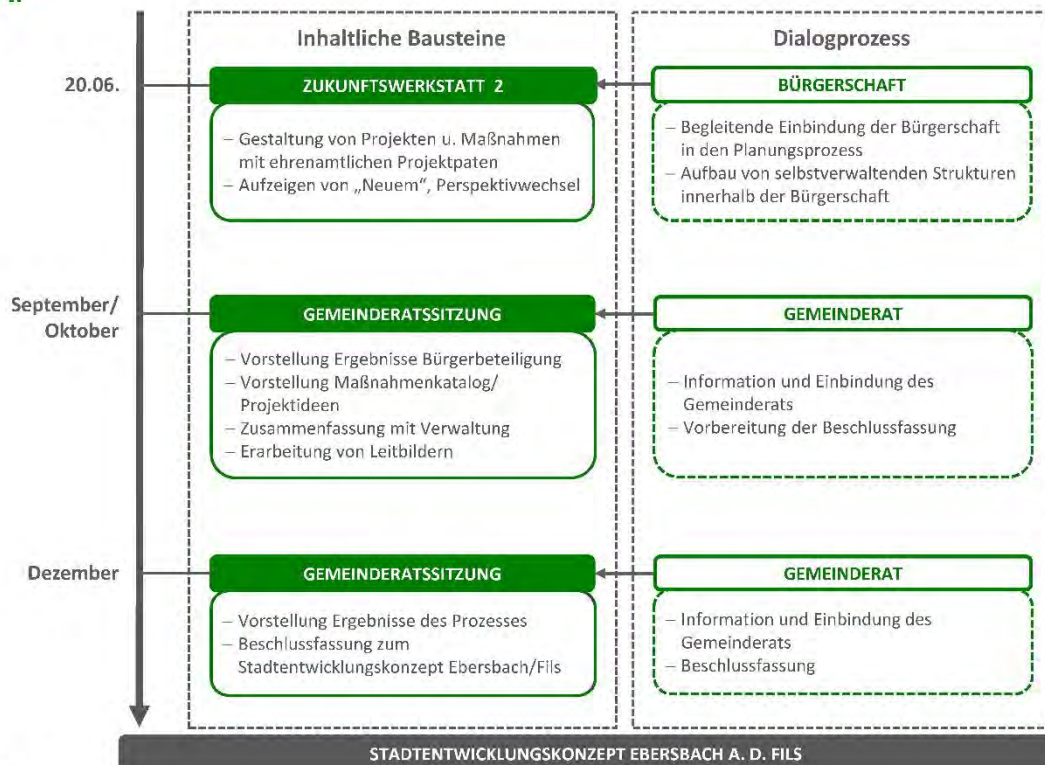 Inhaltliche Bausteine
Dialogprozess
20.06.
ZUKUNFTSWERKSTATT 2
– Gestaltung von Projekten u. Maßnahmen
mit ehrenamtlichen Projektpaten
– Aufzeigen von „Neuem“, Perspektivwechsel
BÜRGERSCHAFT
– Begleitende Einbindung der Bürgerschaft
in den Planungsprozess
– Aufbau von selbstverwaltenden Strukturen
innerhalb der Bürgerschaft
September/
Oktober
GEMEINDERATSSITZUNG
– Vorstellung Ergebnisse Bürgerbeteiligung
– Vorstellung Maßnahmenkatalog/
Projektideen
– Zusammenfassung mit Verwaltung
– Erarbeitung von Leitbildern
GEMEINDERAT
– Information und Einbindung des
Gemeinderats
– Vorbereitung der Beschlussfassung
Dezember
GEMEINDERATSSITZUNG
– Vorstellung Ergebnisse des Prozesses
– Beschlussfassung zum
Stadtentwicklungskonzept Ebersbach/Fils
GEMEINDERAT
– Information und Einbindung des
Gemeinderats
– Beschlussfassung
STADTENTWICKLUNGSKONZEPT EBERSBACH A. D. FILS